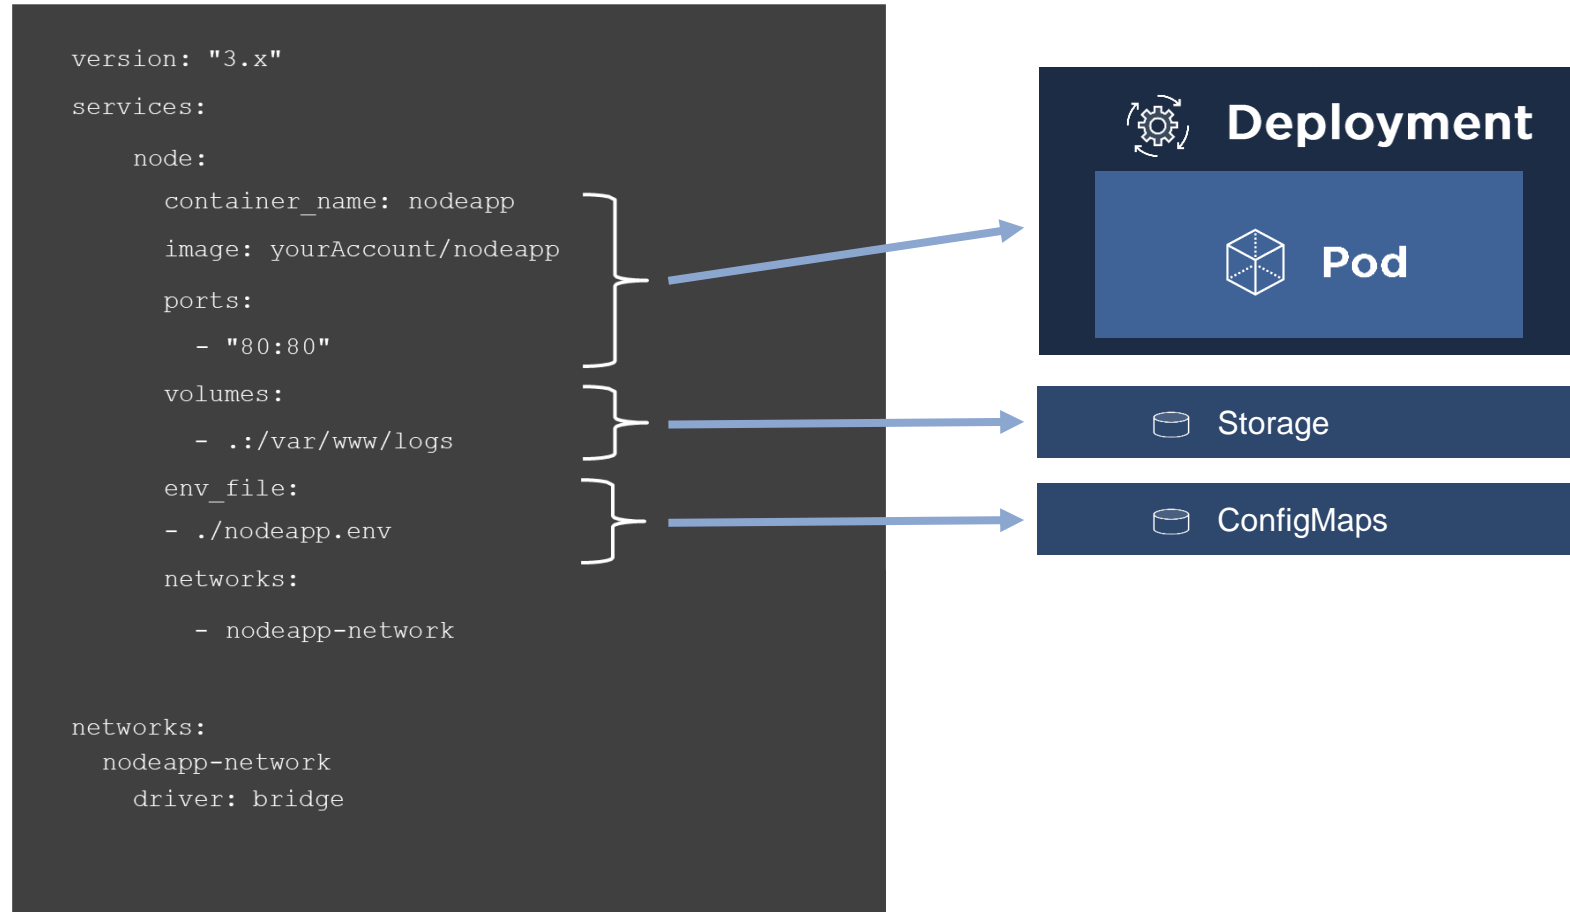 version: "3.x"
services:
node:
container_name: nodeapp
image: yourAccount/nodeapp
ports:
- "80:80"
volumes:
- .:/var/www/logs
env_file:
- ./nodeapp.env
networks:
- nodeapp-network
networks:
nodeapp-network
driver: bridge
Deployment
Pod
Storage
ConfigMaps